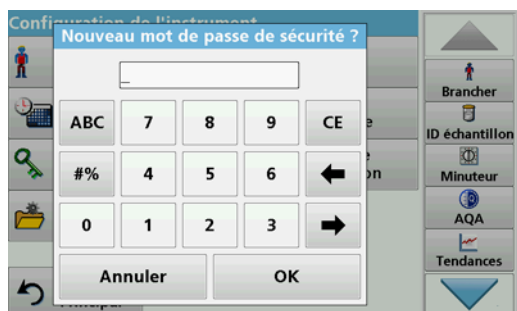 Configuration de l'instrument
Nouveau mot de passe de sécurité ?
_
ABC 7 8 9 CE
#% 4 5 6
0 1 2 3
Annuler OK
Principal
Brancher
ID échantillon
Minuteur
AQA
Tendances